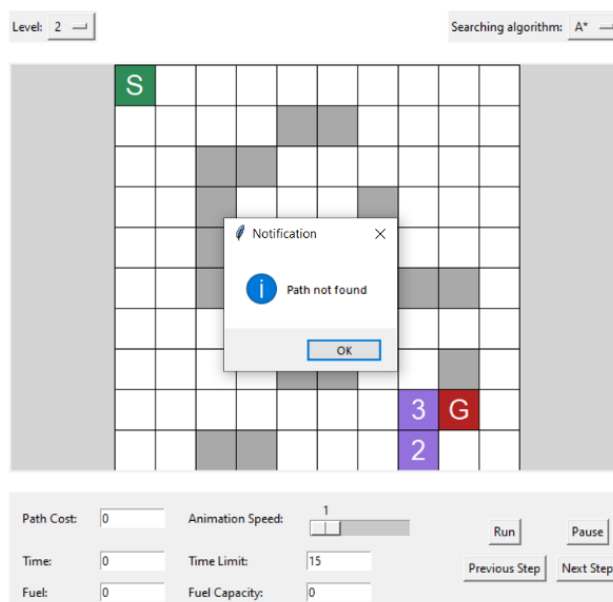 Level: 2 Searching algorithm: A*
S
Notification
Path not found
OK
3 G
2
Path Cost: 0 Animation Speed: 1 Run Pause
Time: 0 Time Limit: 15 Previous Step Next Step
Fuel: 0 Fuel Capacity: 0